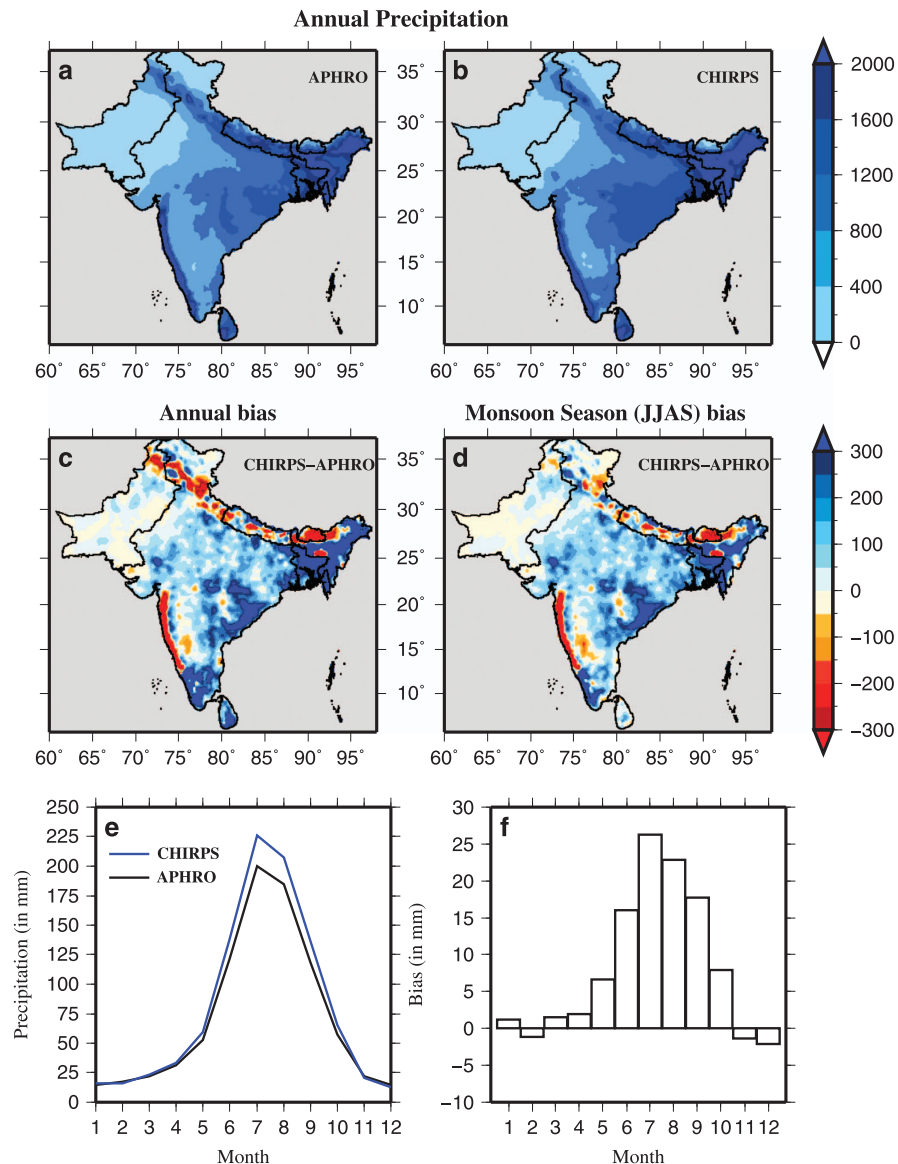 Annual Precipitation
a
APHRO
35°
30°
25°
20°
15°
10°
60° 65° 70° 75° 80° 85° 90° 95°
b
CHIRPS
60° 65° 70° 75° 80° 85° 90° 95°
2000
1600
1200
800
400
0
Annual bias
c
CHIRPS−APHRO
35°
30°
25°
20°
15°
10°
60° 65° 70° 75° 80° 85° 90° 95°
Monsoon Season (JJAS) bias
d
CHIRPS−APHRO
60° 65° 70° 75° 80° 85° 90° 95°
300
200
100
0
−100
−200
−300
e
CHIRPS
APHRO
Precipitation (in mm)
250
225
200
175
150
125
100
75
50
25
0
1 2 3 4 5 6 7 8 9 10 11 12
Month
f
Bias (in mm)
30
25
20
15
10
5
0
−5
−10
1 2 3 4 5 6 7 8 9 10 11 12
Month